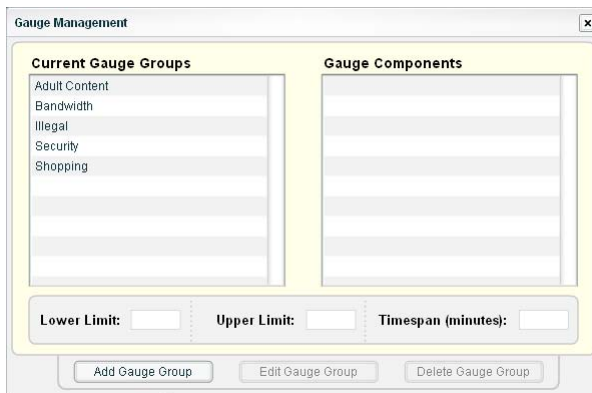 Gauge Management
x
Current Gauge Groups
Gauge Components
Adult Content
Bandwidth
Illegal
Security
Shopping
Lower Limit:
Upper Limit:
Timespan (minutes):
Add Gauge Group
Edit Gauge Group
Delete Gauge Group